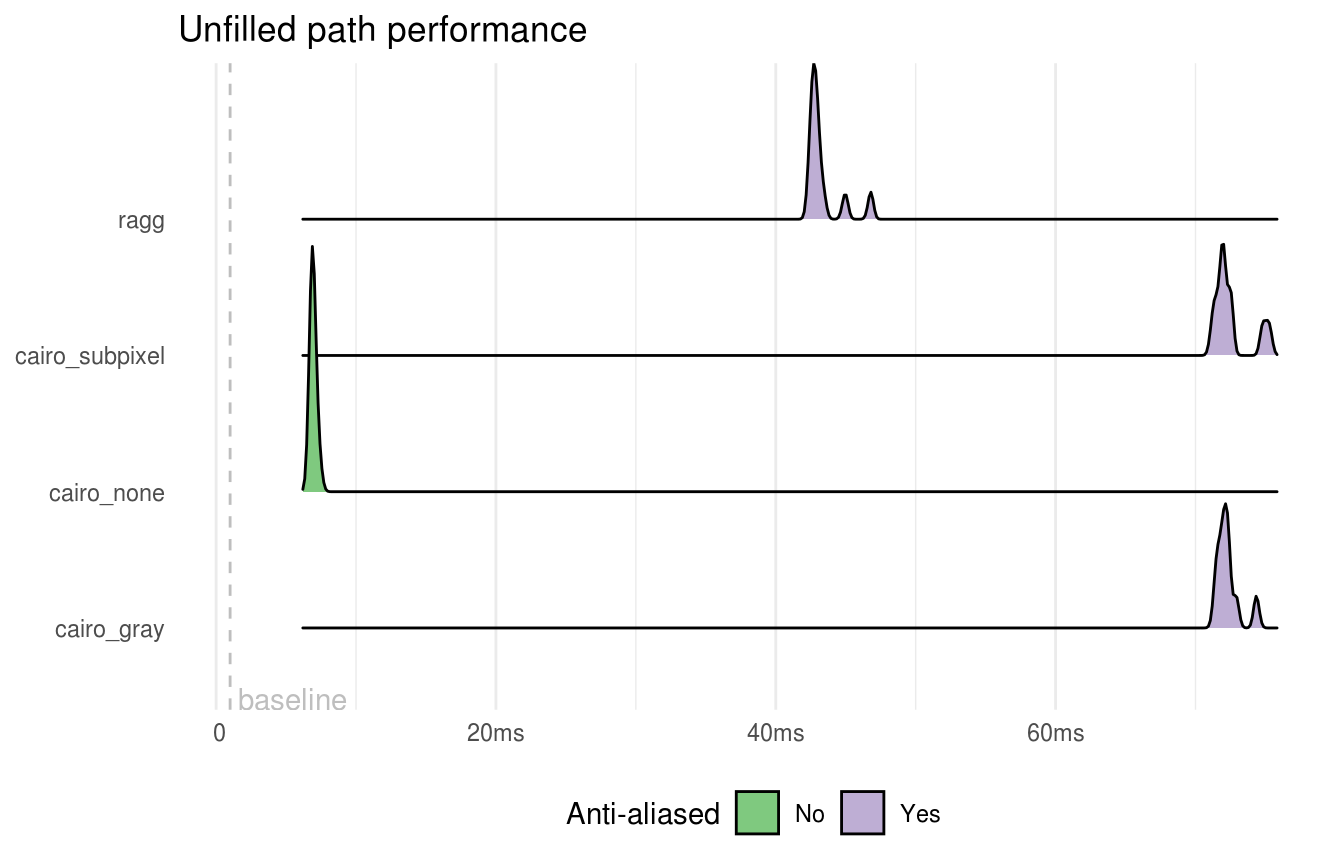 Unfilled path performance
ragg
cairo_subpixel
cairo_none
cairo_gray
baseline
0 20ms 40ms 60ms
Anti-aliased No Yes